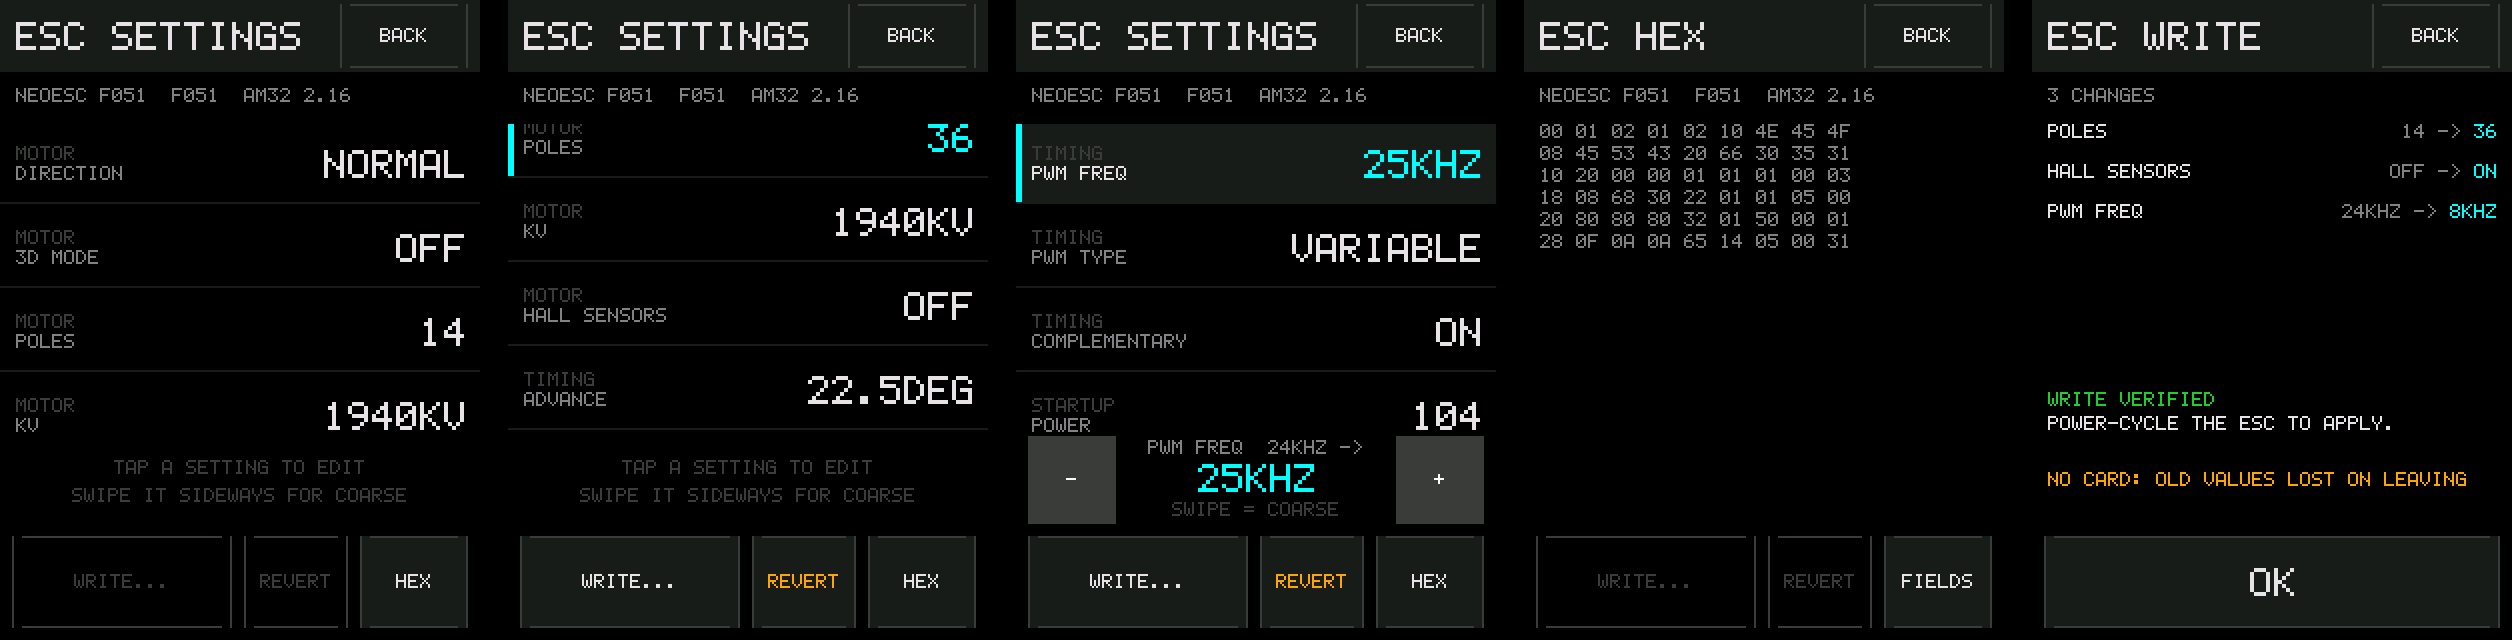 ESC SETTINGS
BACK
NEOESC F051 F051 AM32 2.16
MOTOR
DIRECTION
NORMAL
MOTOR
3D MODE
OFF
MOTOR
POLES
14
MOTOR
KV
1940KV
TAP A SETTING TO EDIT
SWIPE IT SIDEWAYS FOR COARSE
WRITE...
REVERT
HEX
ESC SETTINGS
BACK
NEOESC F051 F051 AM32 2.16
MOTOR
POLES
36
MOTOR
KV
1940KV
MOTOR
HALL SENSORS
OFF
TIMING
ADVANCE
22.5DEG
TAP A SETTING TO EDIT
SWIPE IT SIDEWAYS FOR COARSE
WRITE...
REVERT
HEX
ESC SETTINGS
BACK
NEOESC F051 F051 AM32 2.16
TIMING
PWM FREQ
25KHZ
TIMING
PWM TYPE
VARIABLE
TIMING
COMPLEMENTARY
ON
STARTUP
POWER
104
-
PWM FREQ 24KHZ ->
25KHZ
SWIPE = COARSE
+
WRITE...
REVERT
HEX
ESC HEX
BACK
NEOESC F051 F051 AM32 2.16
00 01 02 01 02 10 4E 45 4F
08 45 53 43 20 66 30 35 31
10 20 00 00 01 01 01 00 03
18 08 68 30 22 01 01 05 00
20 80 80 80 32 01 50 00 01
28 0F 0A 0A 65 14 05 00 31
WRITE...
REVERT
FIELDS
ESC WRITE
BACK
3 CHANGES
POLES 14 -> 36
HALL SENSORS OFF -> ON
PWM FREQ 24KHZ -> 8KHZ
WRITE VERIFIED
POWER-CYCLE THE ESC TO APPLY.
NO CARD: OLD VALUES LOST ON LEAVING
OK